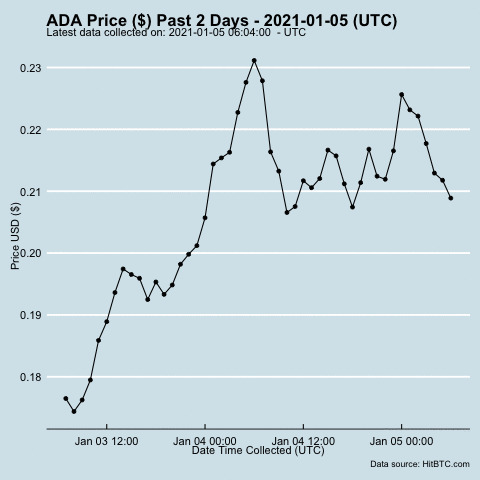 ADA Price ($) Past 2 Days - 2021-01-05 (UTC)
Latest data collected on: 2021-01-05 06:04:00 - UTC
0.23
0.22
0.21
0.20
0.19
0.18
Price USD ($)
Jan 03 12:00 Jan 04 00:00 Jan 04 12:00 Jan 05 00:00
Date Time Collected (UTC)
Data source: HitBTC.com